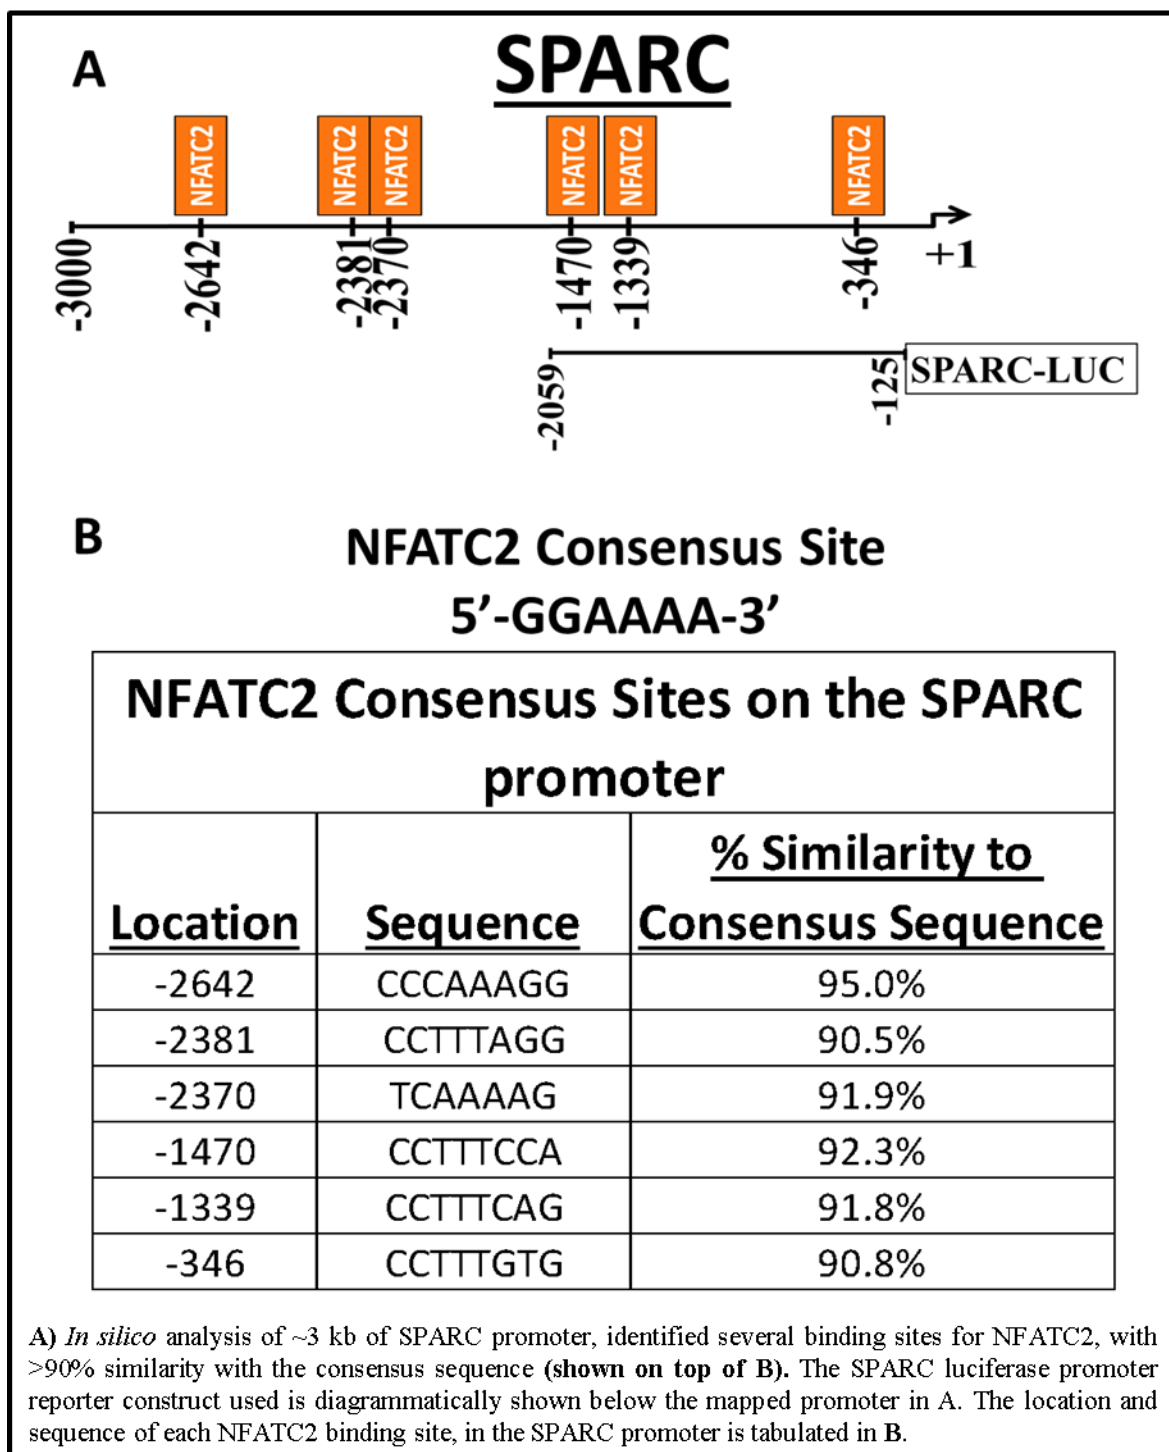 A
SPARC
NFATC2 NFATC2 NFATC2 NFATC2 NFATC2 NFATC2
-3000 -2642 -2381 -2370 -1470 -1339 -346 +1
-2059 -125 SPARC-LUC
B
NFATC2 Consensus Site
5’-GGAAAA-3’
NFATC2 Consensus Sites on the SPARC
promoter
% Similarity to
Location Sequence Consensus Sequence
-2642 CCCAAAGG 95.0%
-2381 CCTTTAGG 90.5%
-2370 TCAAAAG 91.9%
-1470 CCTTTCCA 92.3%
-1339 CCTTTCAG 91.8%
-346 CCTTTGTG 90.8%
A) In silico analysis of ~3 kb of SPARC promoter, identified several binding sites for NFATC2, with
>90% similarity with the consensus sequence (shown on top of B). The SPARC luciferase promoter
reporter construct used is diagrammatically shown below the mapped promoter in A. The location and
sequence of each NFATC2 binding site, in the SPARC promoter is tabulated in B.